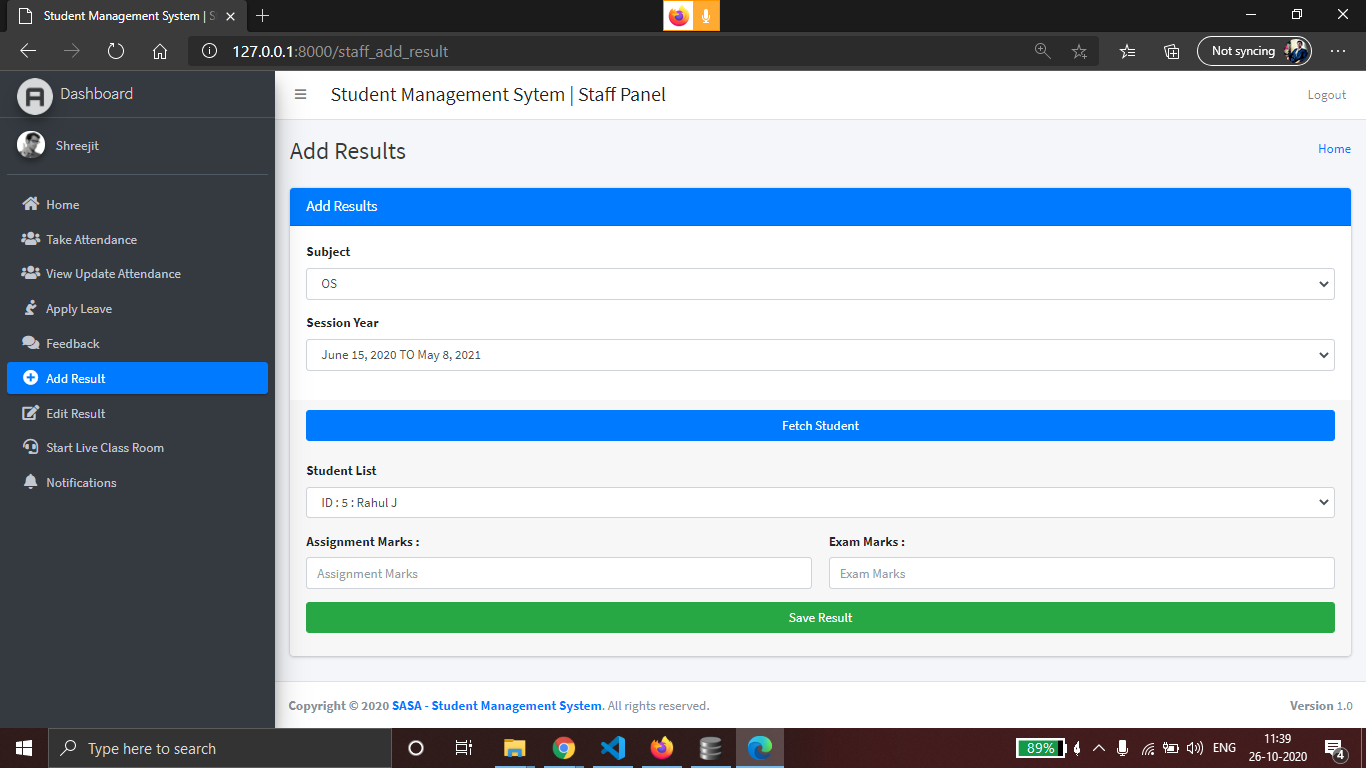 Student Management System | S
127.0.0.1:8000/staff_add_result
Not syncing
Dashboard
Student Management Sytem | Staff Panel
Logout
Shreejit
Add Results
Home
Home
Take Attendance
View Update Attendance
Apply Leave
Feedback
Add Result
Edit Result
Start Live Class Room
Notifications
Add Results
Subject
OS
Session Year
June 15, 2020 TO May 8, 2021
Fetch Student
Student List
ID : 5 : Rahul J
Assignment Marks :
Exam Marks :
Assignment Marks
Exam Marks
Save Result
Copyright © 2020 SASA - Student Management System. All rights reserved.
Version 1.0
Type here to search
89%
ENG
11:39
26-10-2020
4